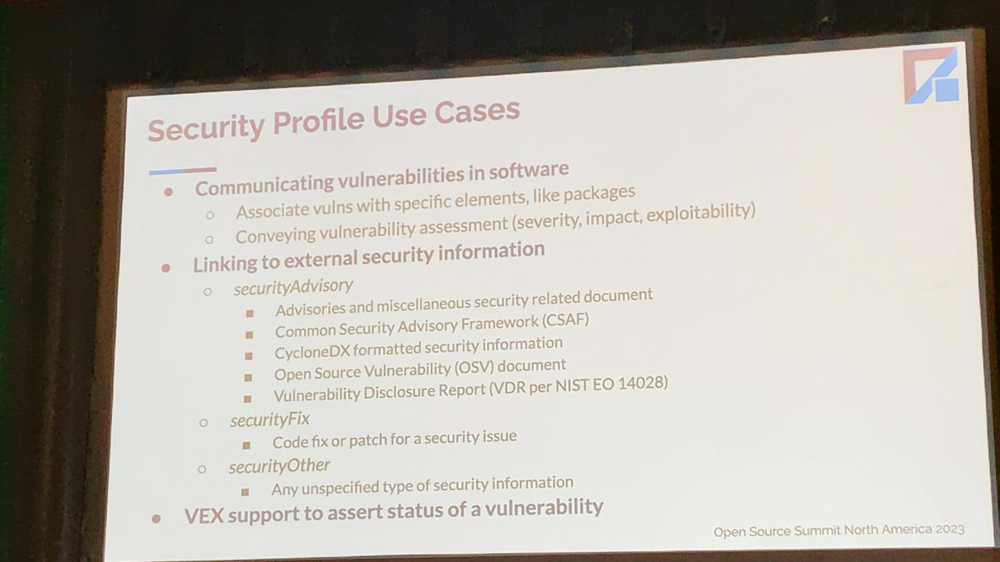 Security Profile Use Cases
Communicating vulnerabilities in software
Associate vulns with specific elements, like packages
Conveying vulnerability assessment (severity, impact, exploitability)
Linking to external security information
securityAdvisory
Advisories and miscellaneous security related document
Common Security Advisory Framework (CSAF)
CycloneDX formatted security information
Open Source Vulnerability (OSV) document
Vulnerability Disclosure Report (VDR per NIST EO 14028)
securityFix
Code fix or patch for a security issue
securityOther
Any unspecified type of security information
VEX support to assert status of a vulnerability
Open Source Summit North America 2023